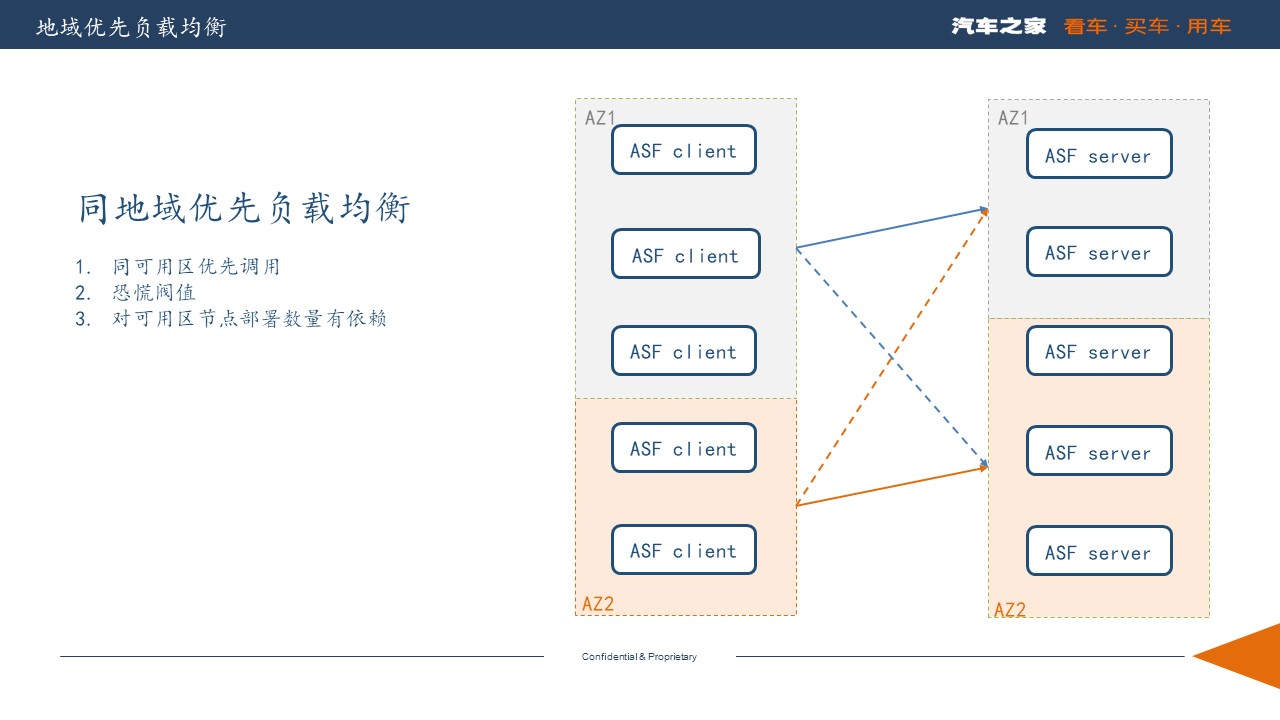 地域优先负载均衡
汽车之家 看车·买车·用车
同地域优先负载均衡
1. 同可用区优先调用
2. 恐慌阀值
3. 对可用区节点部署数量有依赖
AZ1
ASF client
ASF client
ASF client
ASF client
ASF client
AZ2
AZ1
ASF server
ASF server
ASF server
ASF server
ASF server
AZ2
Confidential & Proprietary